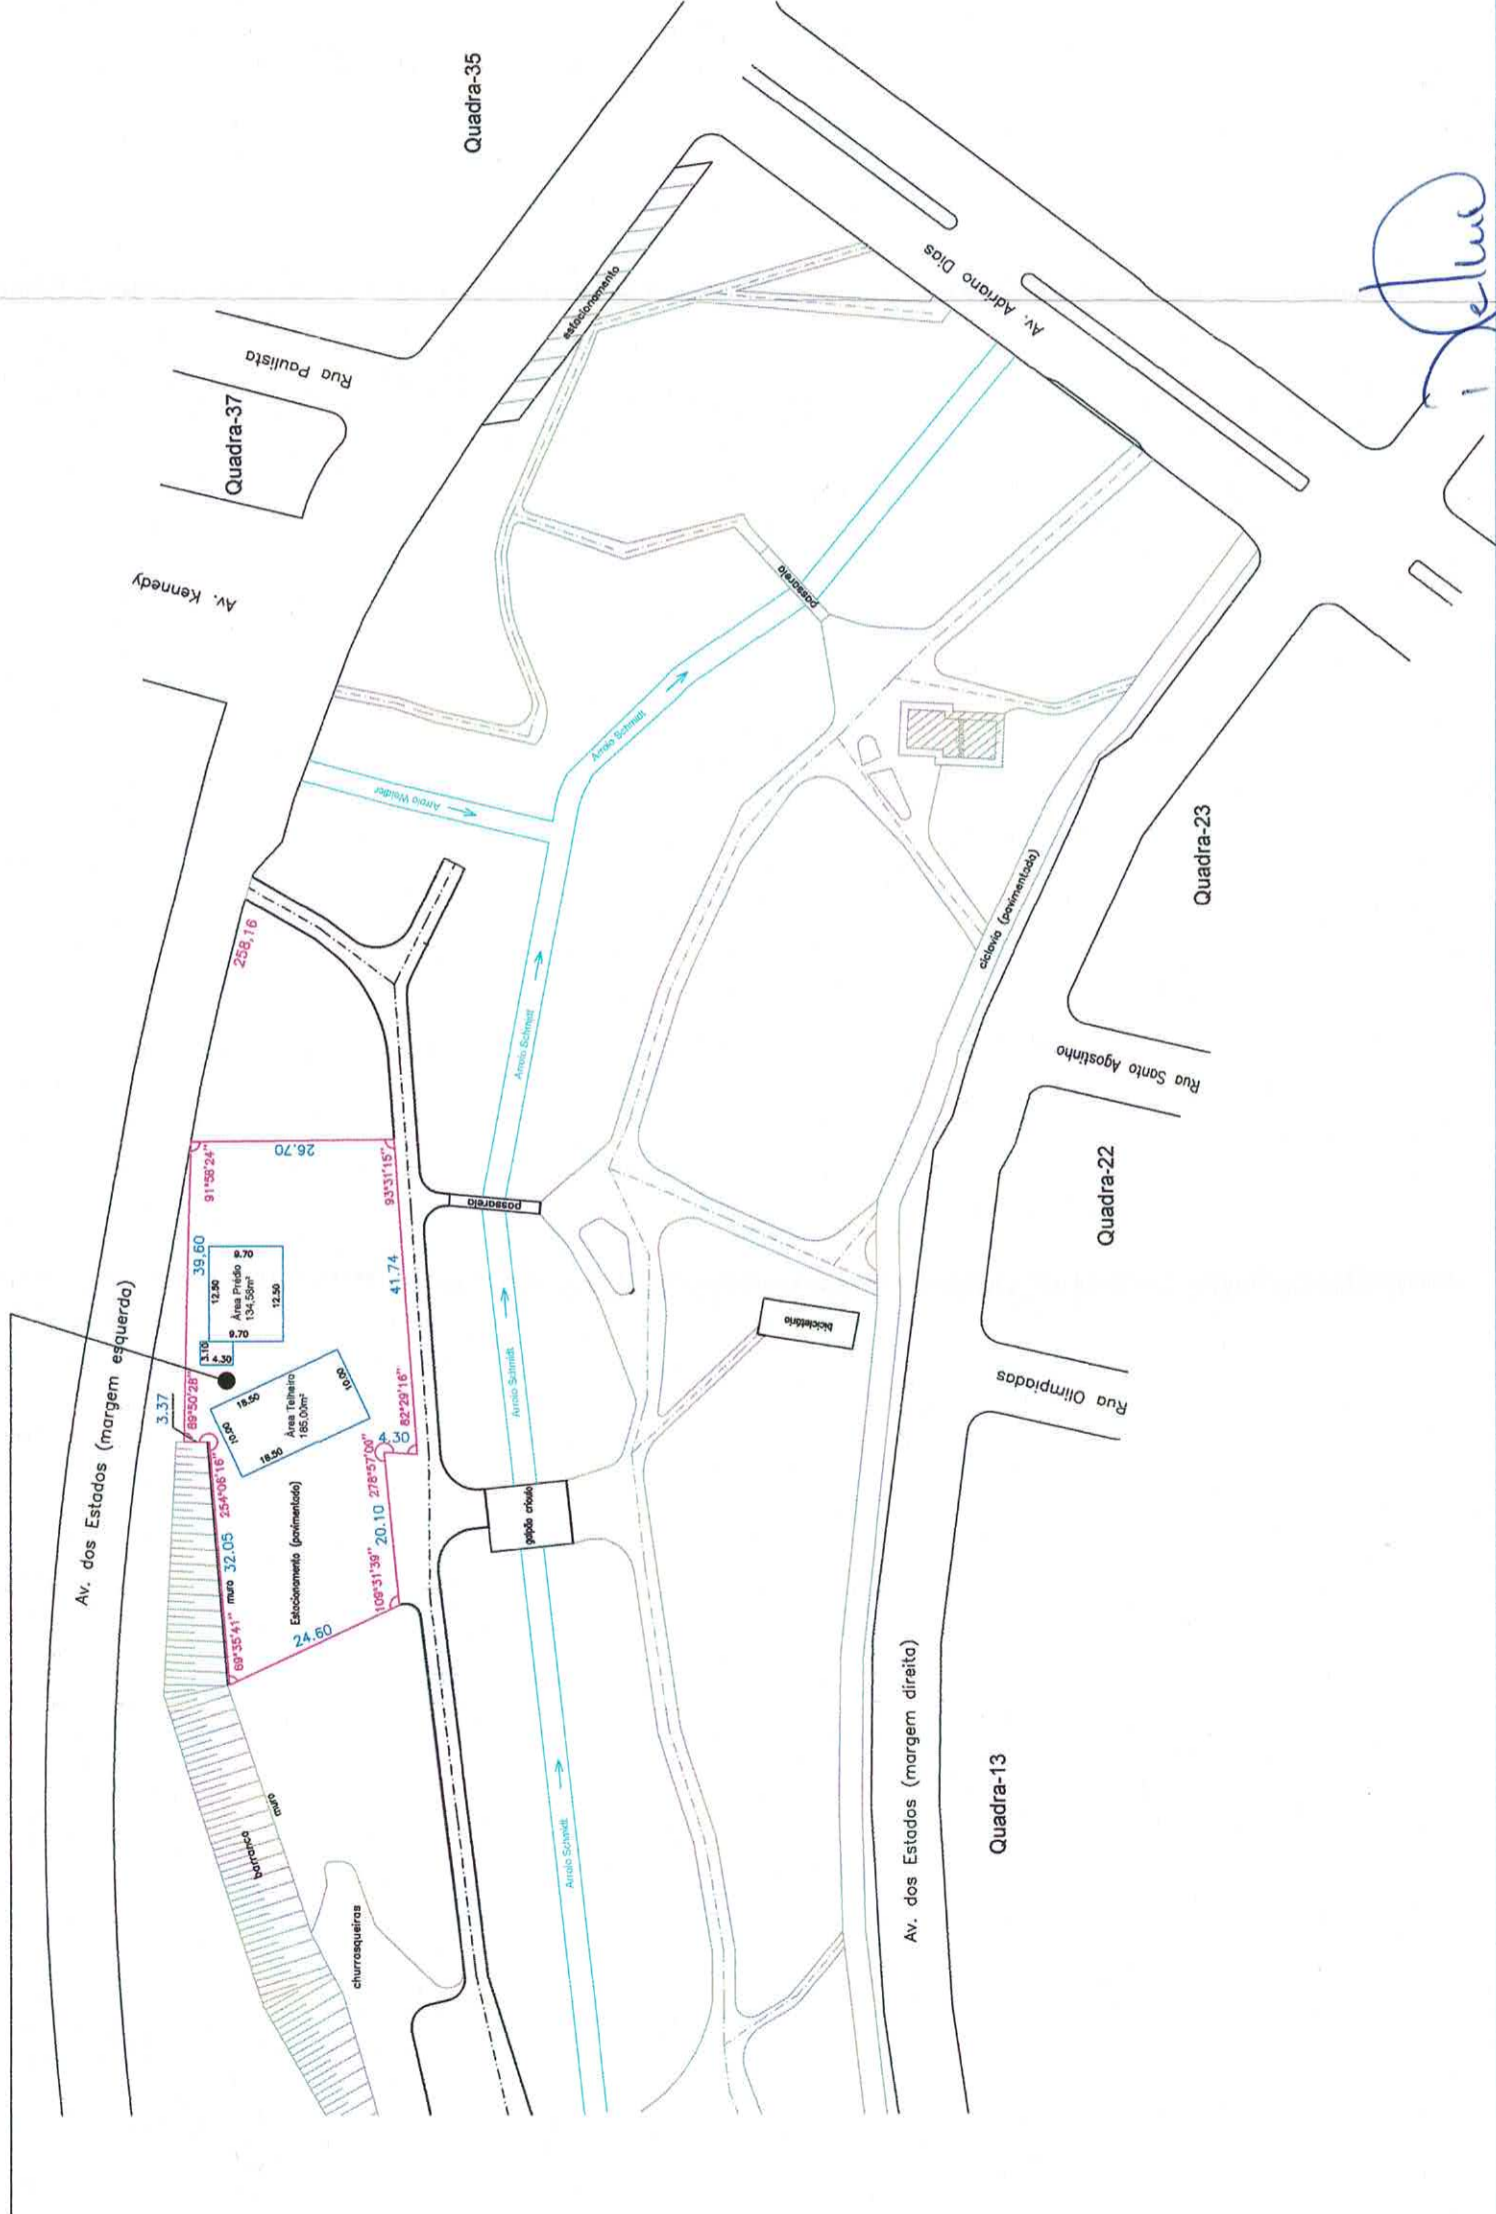 Av. dos Estados (margem esquerda)
Av. Kennedy
Quadra-37
Rua Paulista
Quadra-35
estacionamento
Av. Adriano Dias
258,16
91°58'24"
26.70
93°31'15"
39.60
9.70
12.50
Área Prédio
134,58m²
12.50
9.70
3.10
4.30
41.74
3.37
89°50'28"
82°29'16"
4.30
10.00
18.50
Área Telheiro
185,00m²
10.00
18.50
254°06'16"
278°57'00"
20.10
109°31'39"
muro
32.05
69°35'41"
24.60
Estacionamento (pavimentado)
barranco
muro
churrasqueiras
passarela
passarela
galpão crioulo
Arroio Schmidt
Arroio Schmidt
Arroio Schmidt
Arroio Schmidt
bicicletário
ciclovia (pavimentada)
Av. dos Estados (margem direita)
Quadra-13
Rua Olimpiadas
Quadra-22
Rua Santo Agostinho
Quadra-23